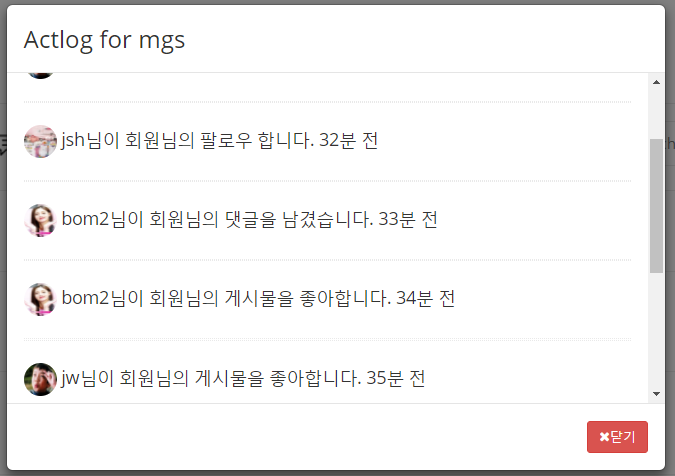 Actlog for mgs
jsh님이 회원님의 팔로우 합니다. 32분 전
bom2님이 회원님의 댓글을 남겼습니다. 33분 전
bom2님이 회원님의 게시물을 좋아합니다. 34분 전
jw님이 회원님의 게시물을 좋아합니다. 35분 전
✖닫기